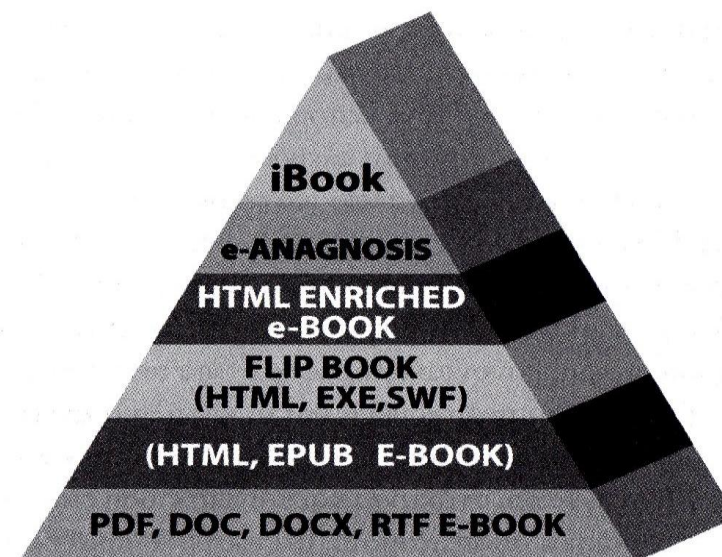 iBook
e-ANAGNOSIS
HTML ENRICHED
e-BOOK
FLIP BOOK
(HTML, EXE,SWF)
(HTML, EPUB E-BOOK)
PDF, DOC, DOCX, RTF E-BOOK